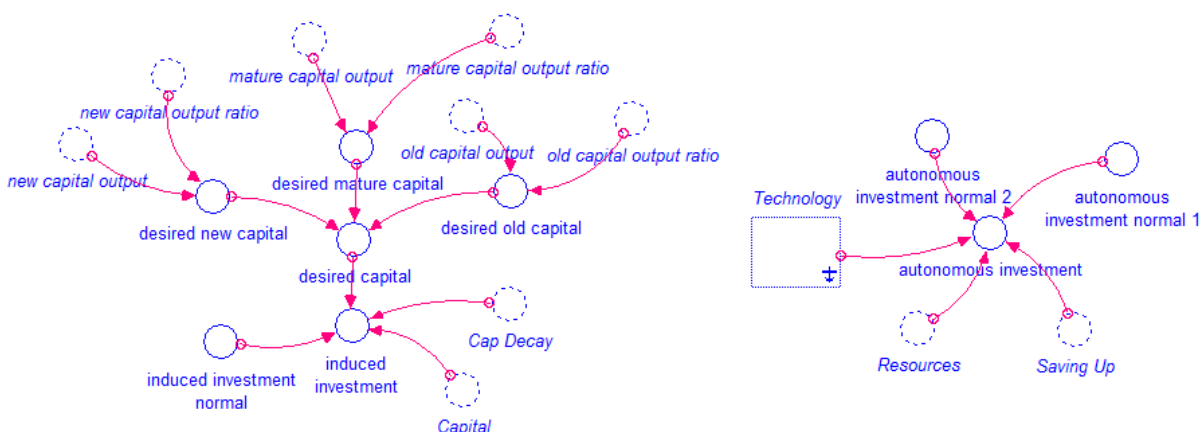 mature capital output
mature capital output ratio
new capital output ratio
old capital output
old capital output ratio
new capital output
desired mature capital
desired new capital
desired old capital
desired capital
Cap Decay
induced investment
normal
induced
investment
Capital
autonomous
investment normal 2
autonomous
investment normal 1
Technology
autonomous investment
Resources
Saving Up